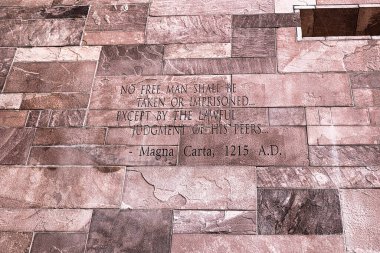 NO FREE MAN SHALL BE
TAKEN OR IMPRISONED...
EXCEPT BY THE LAWFUL
JUDGMENT OF HIS PEERS...
- Magna Carta, 1215 A.D.